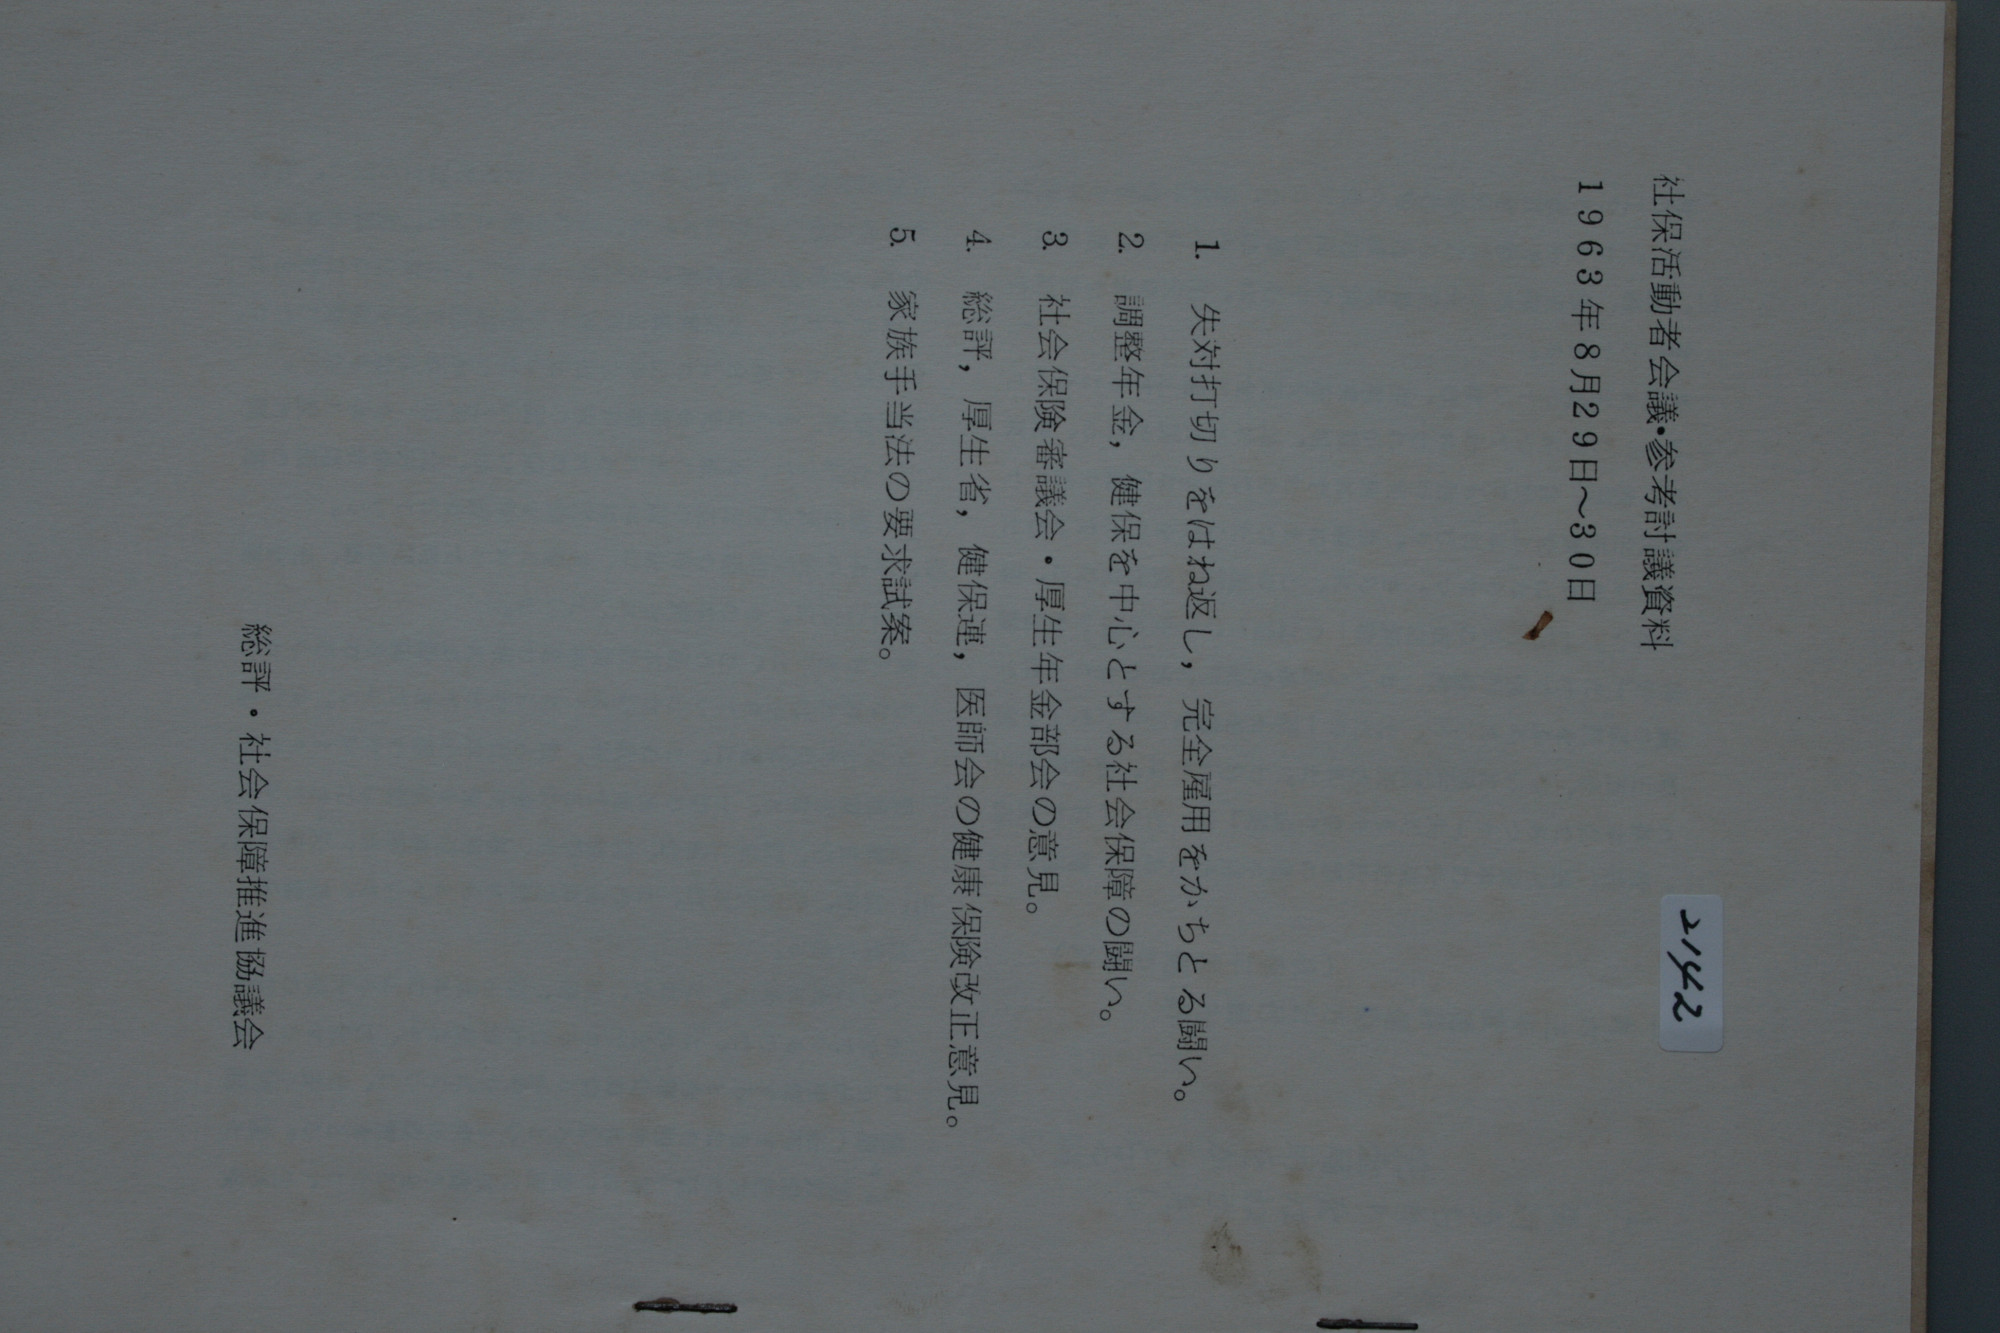 社保活動者会議・参考討議資料
1963年8月29日～30日
1. 失対打切りをはね返し，完全雇用をかちとる闘い。
2. 調整年金，健保を中心とする社会保障の闘い。
3. 社会保険審議会・厚生年金部会の意見。
4. 総評，厚生省，健保連，医師会の健康保険改正意見。
5. 家族手当法の要求試案。
総評・社会保障推進協議会
2142